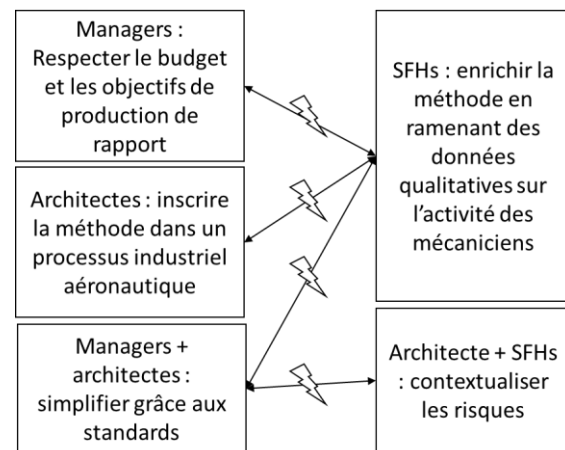 Managers :
Respecter le budget
et les objectifs de
production de
rapport
Architectes : inscrire
la méthode dans un
processus industriel
aéronautique
Managers +
architectes :
simplifier grâce aux
standards
SFHs : enrichir la
méthode en
ramenant des
données
qualitatives sur
l’activité des
mécaniciens
Architecte + SFHs
: contextualiser
les risques